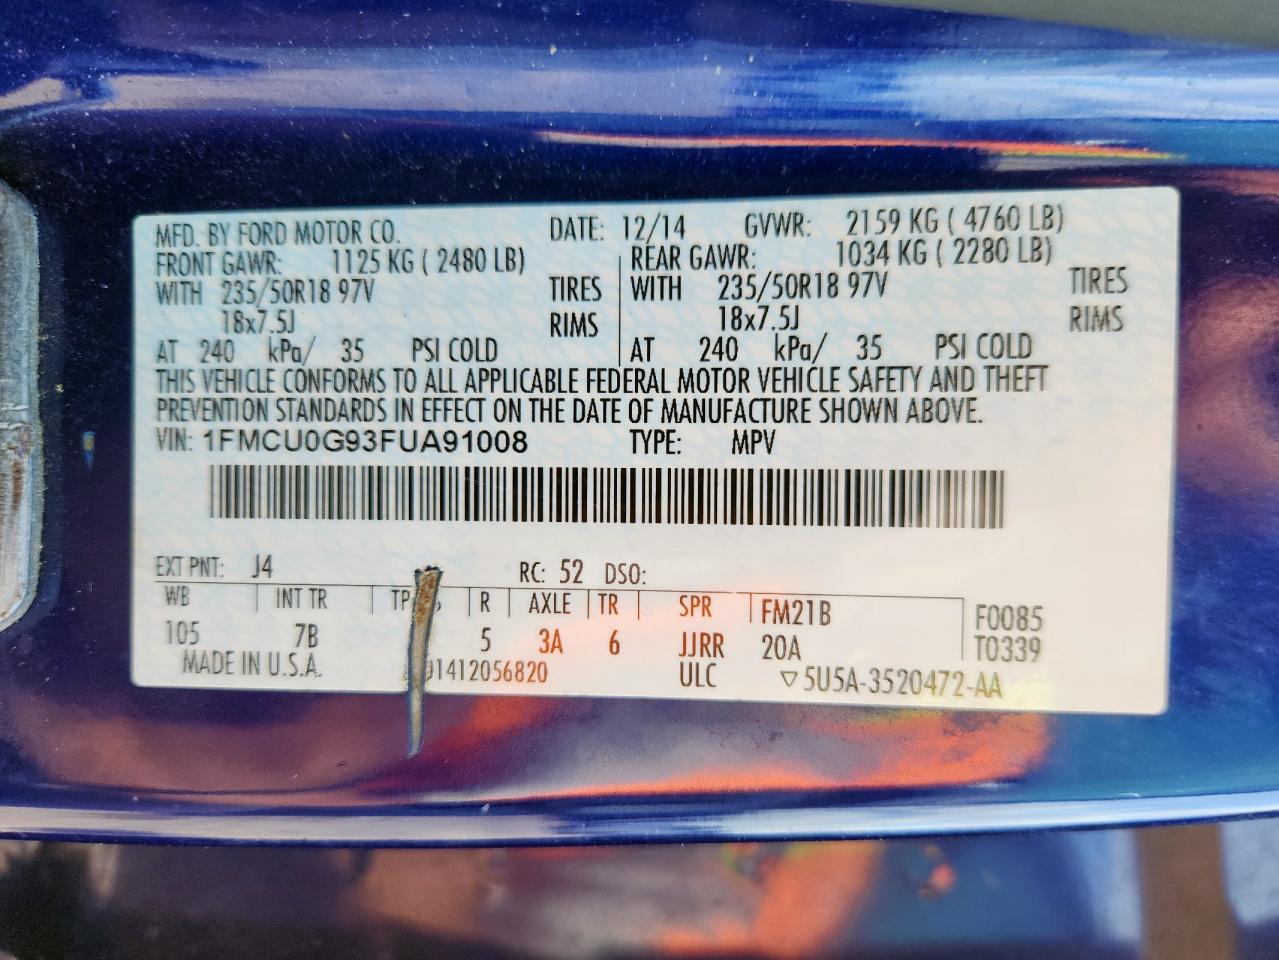 MFD. BY FORD MOTOR CO. DATE: 12/14 GVWR: 2159 KG ( 4760 LB)
FRONT GAWR: 1125 KG ( 2480 LB) REAR GAWR: 1034 KG ( 2280 LB)
WITH 235/50R18 97V TIRES WITH 235/50R18 97V TIRES
18x7.5J RIMS 18x7.5J RIMS
AT 240 kPa/ 35 PSI COLD AT 240 kPa/ 35 PSI COLD
THIS VEHICLE CONFORMS TO ALL APPLICABLE FEDERAL MOTOR VEHICLE SAFETY AND THEFT
PREVENTION STANDARDS IN EFFECT ON THE DATE OF MANUFACTURE SHOWN ABOVE.
VIN: 1FMCU0G93FUA91008 TYPE: MPV
EXT PNT: J4 RC: 52 DSO:
WB INT TR R AXLE TR SPR FM21B F0085
105 7B 5 3A 6 JJRR 20A T0339
MADE IN U.S.A. 01412056820 ULC ▽5U5A-3520472-AA